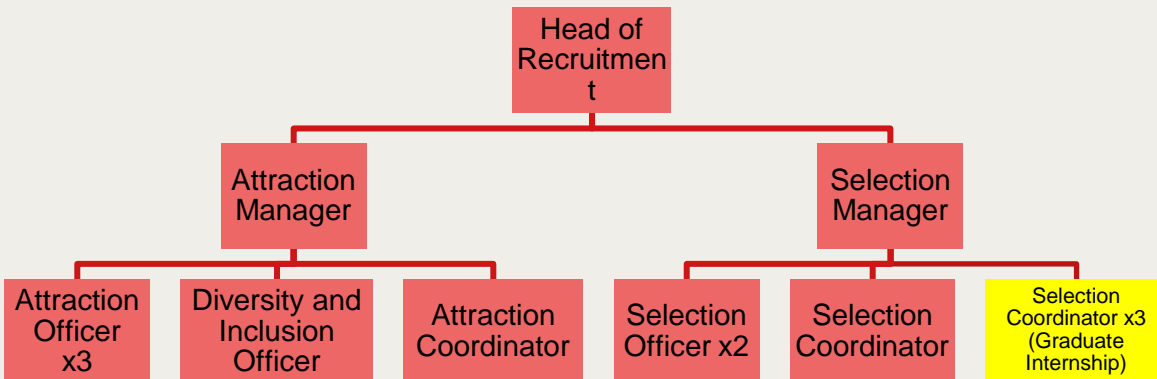 Head of
Recruitmen
t
Attraction
Manager
Selection
Manager
Attraction
Officer
x3
Diversity and
Inclusion
Officer
Attraction
Coordinator
Selection
Officer x2
Selection
Coordinator
Selection
Coordinator x3
(Graduate
Internship)